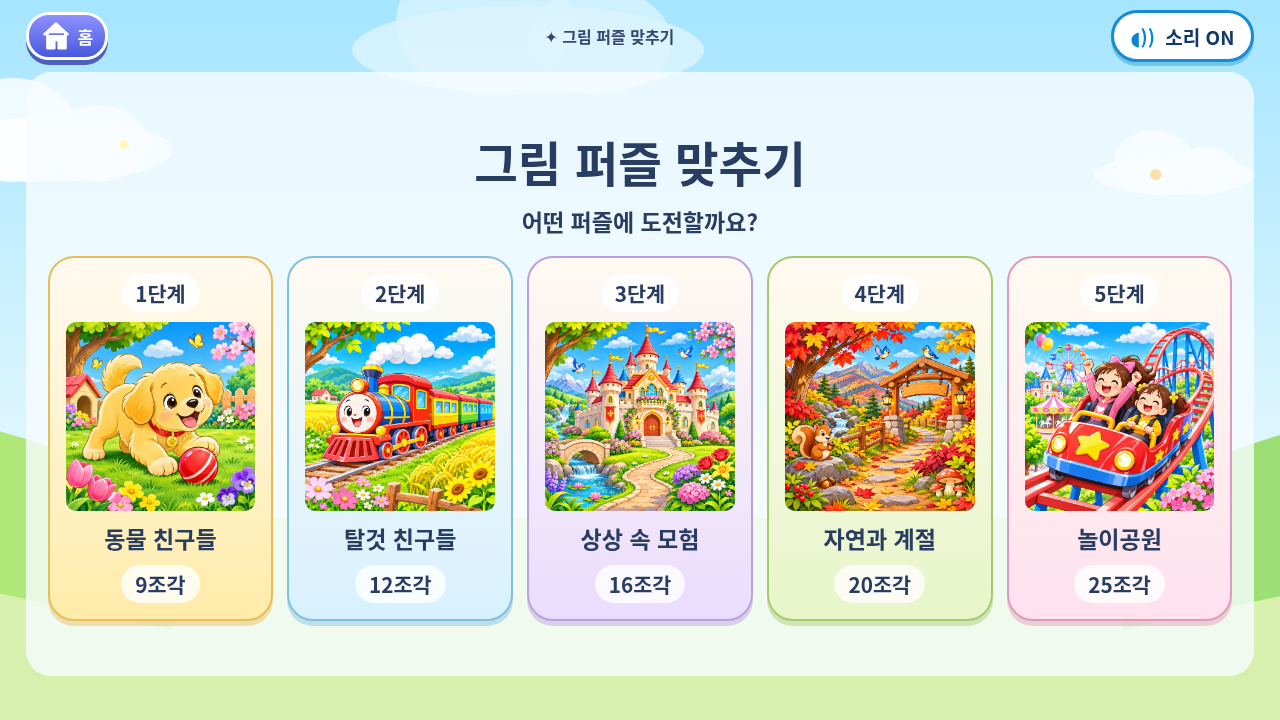 홈
✦ 그림 퍼즐 맞추기
소리 ON
그림 퍼즐 맞추기
어떤 퍼즐에 도전할까요?
1단계
동물 친구들
9조각
2단계
탈것 친구들
12조각
3단계
상상 속 모험
16조각
4단계
자연과 계절
20조각
5단계
놀이공원
25조각